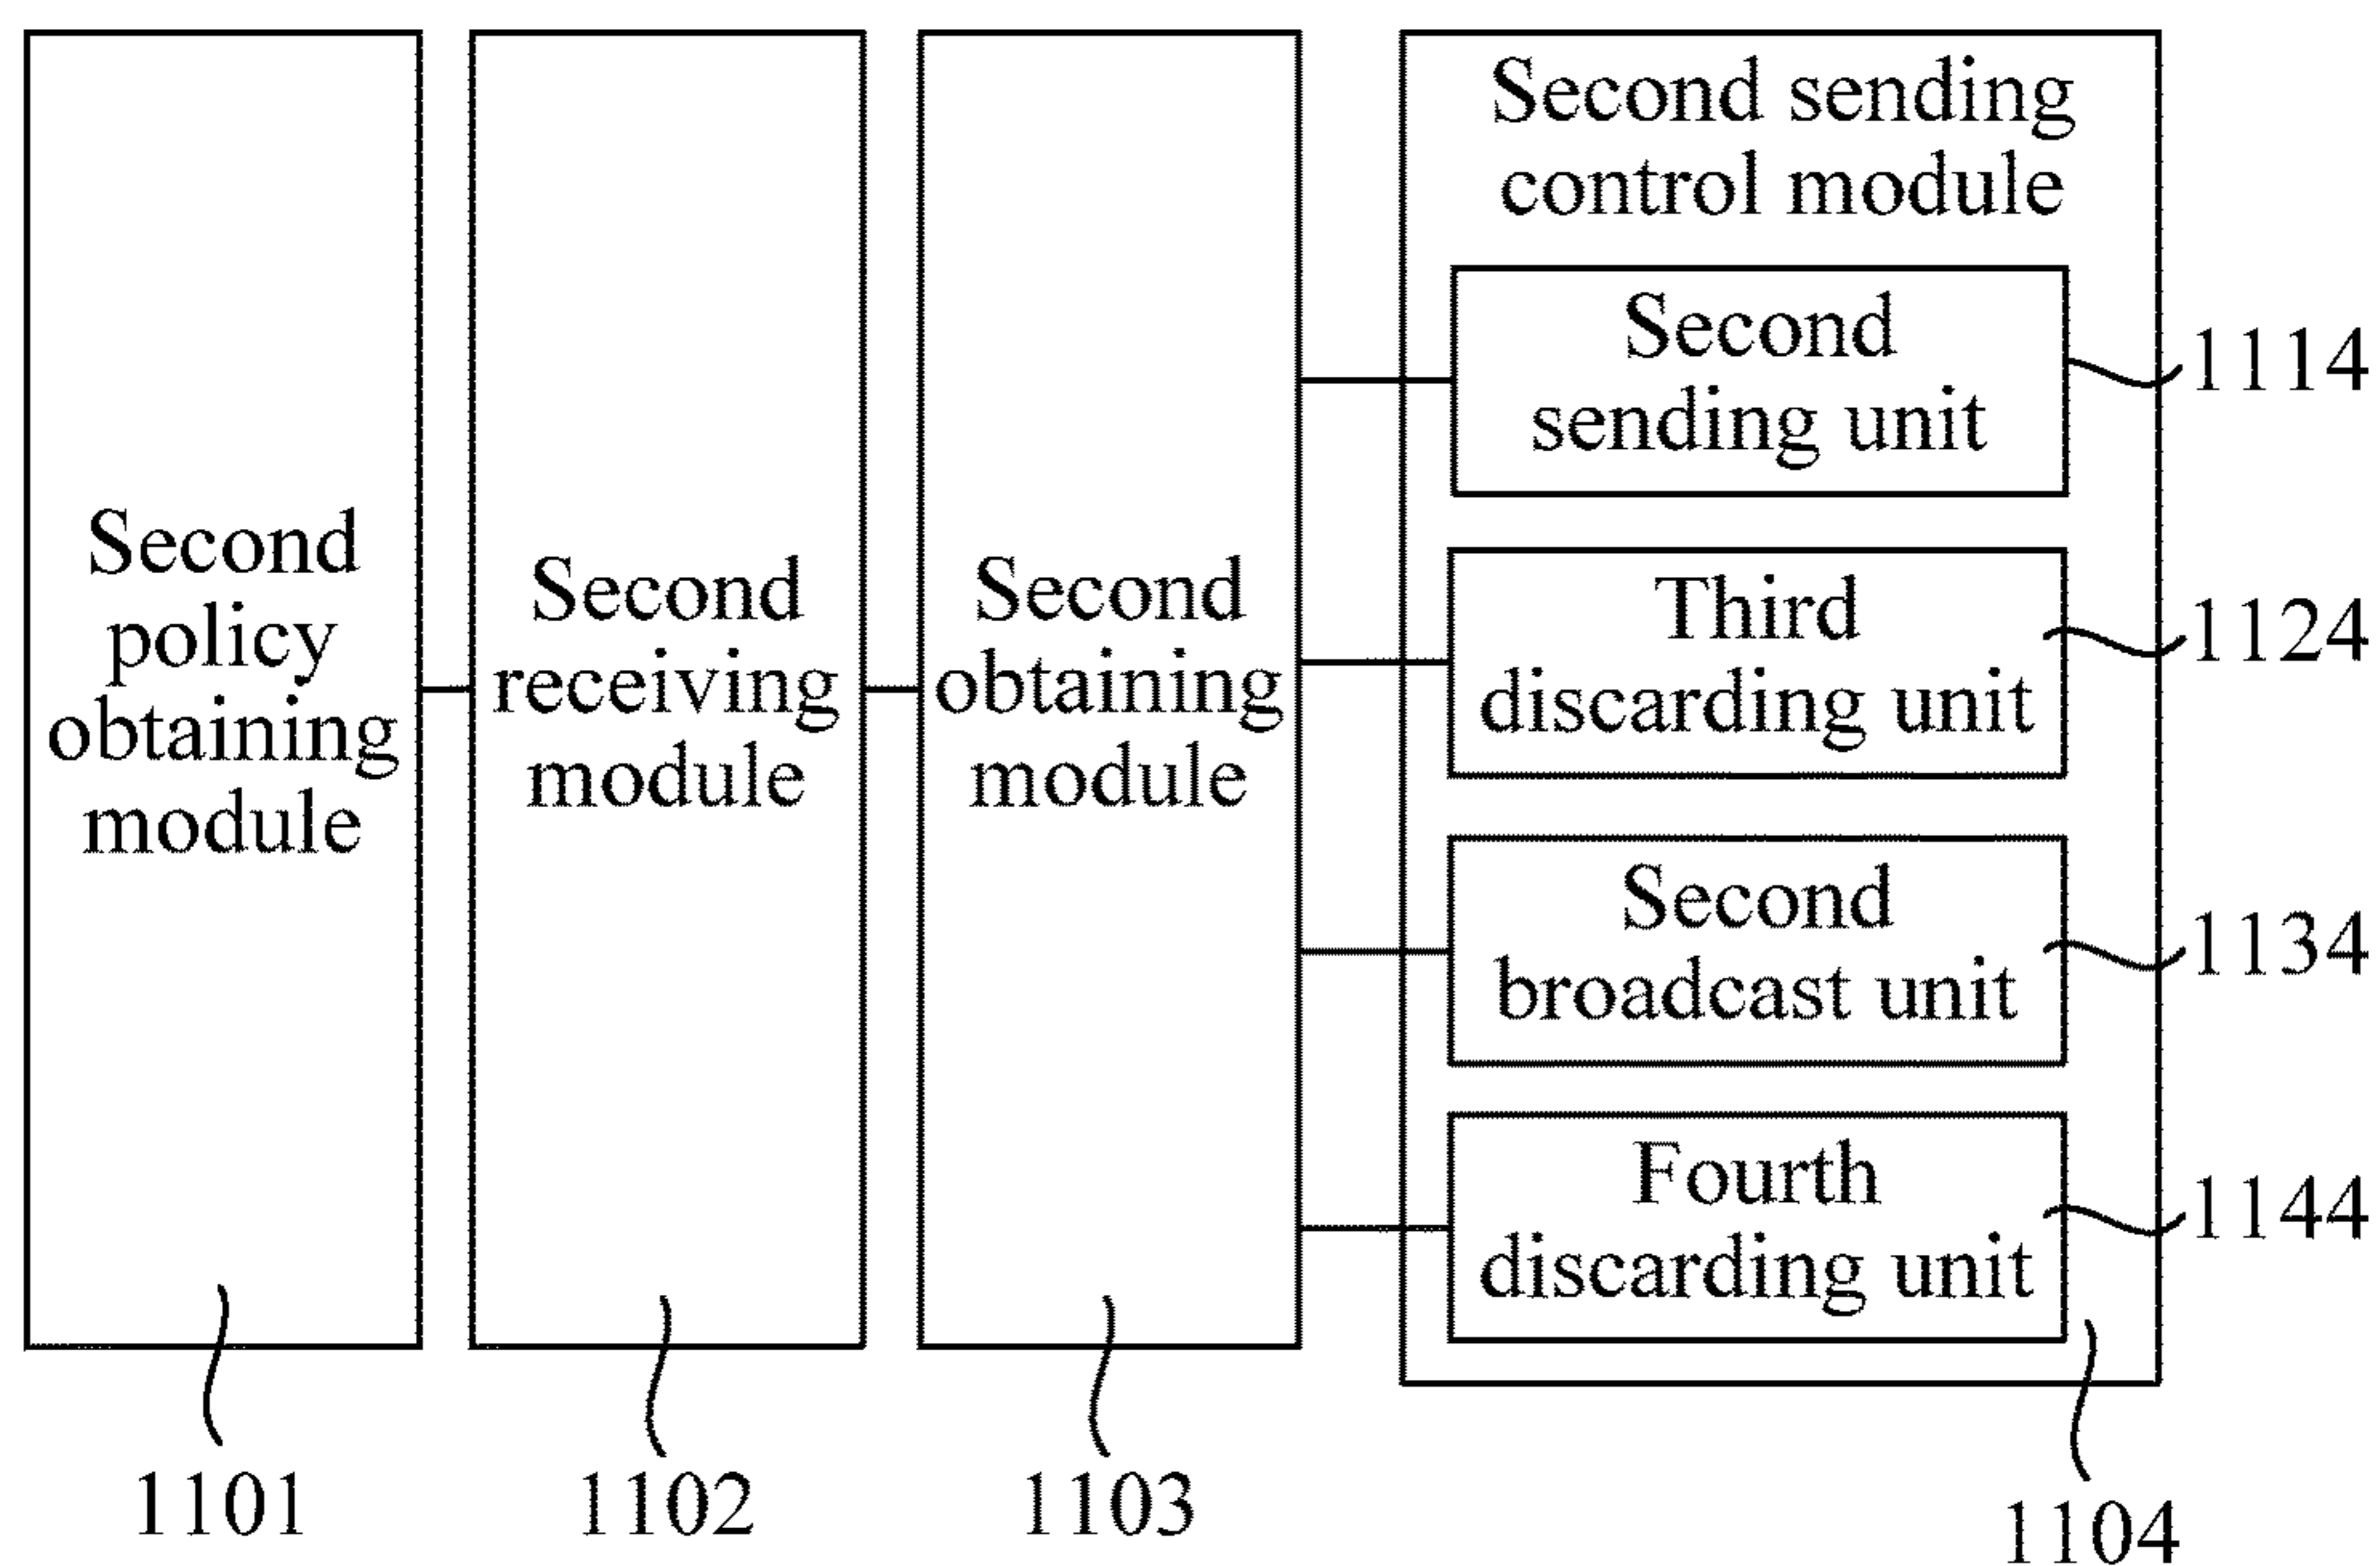 Second
policy
obtaining
module
1101
Second
receiving
module
1102
Second
obtaining
module
1103
Second sending
control module
Second
sending unit
1114
Third
discarding unit
1124
Second
broadcast unit
1134
Fourth
discarding unit
1144
1104